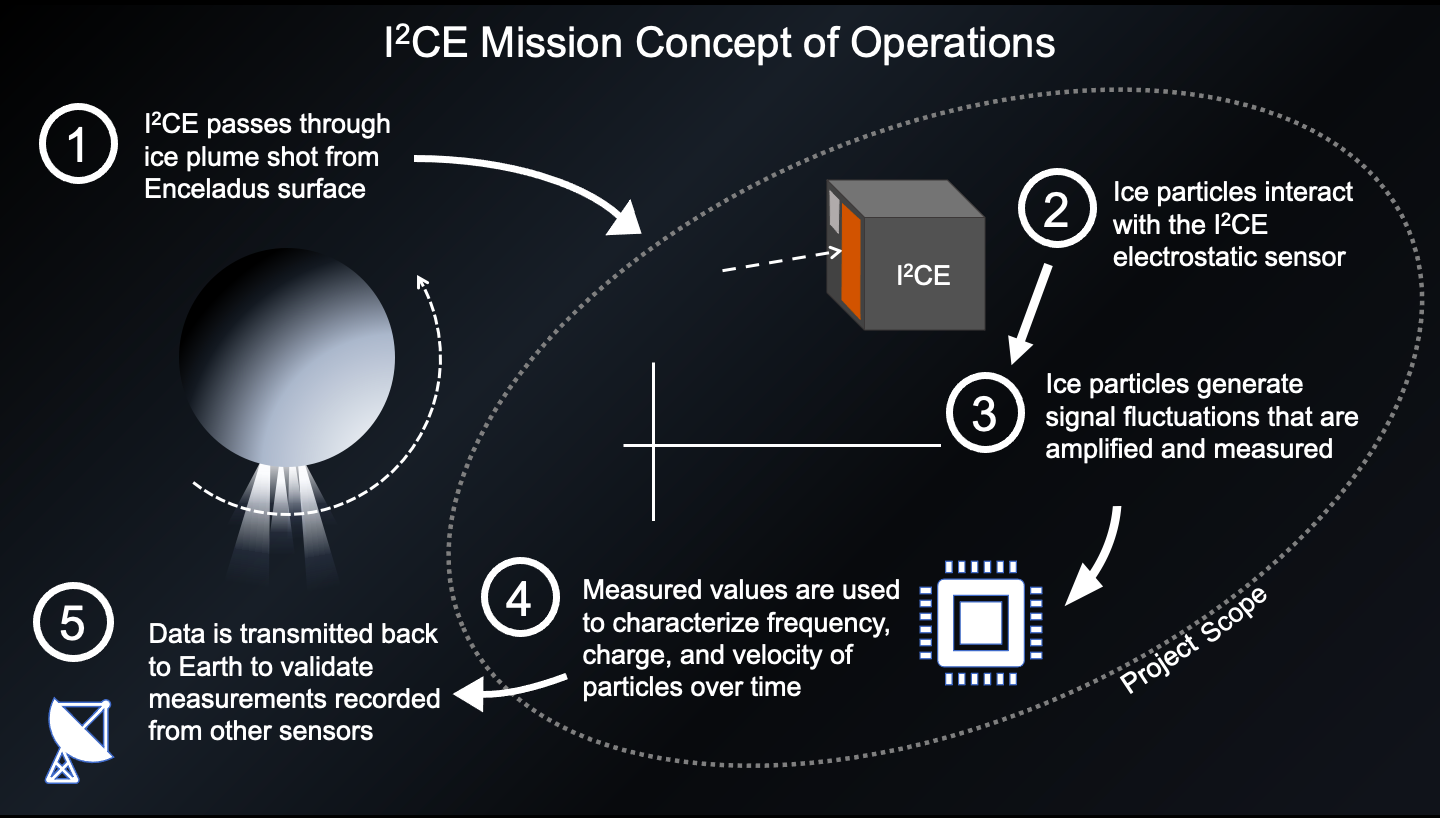 I²CE Mission Concept of Operations
1
I²CE passes through
ice plume shot from
Enceladus surface
I²CE
2
Ice particles interact
with the I²CE
electrostatic sensor
3
Ice particles generate
signal fluctuations that are
amplified and measured
4
Measured values are used
to characterize frequency,
charge, and velocity of
particles over time
Project Scope
5
Data is transmitted back
to Earth to validate
measurements recorded
from other sensors